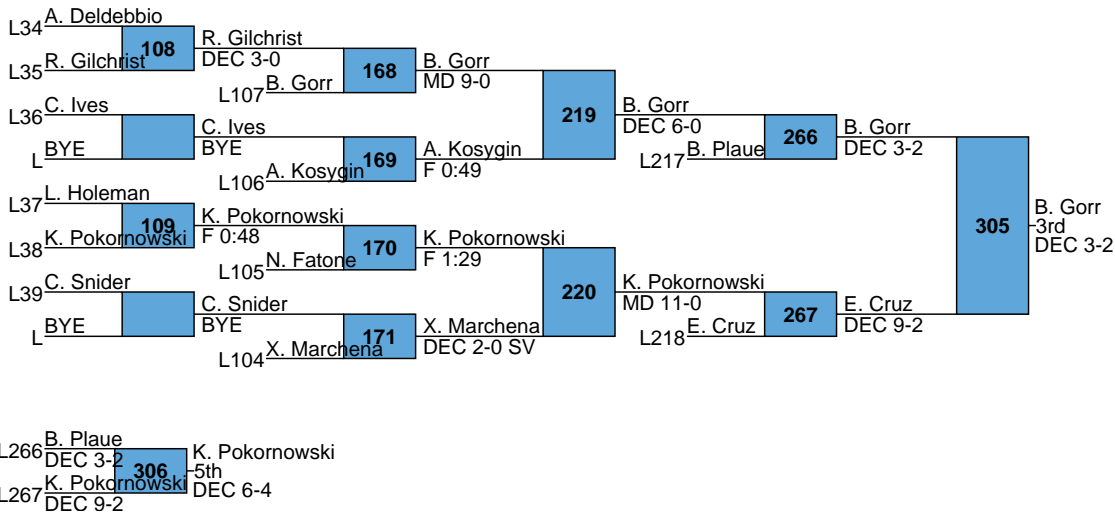 A. Deldebbio
L34
108
R. Gilchrist
DEC 3-0
L35
R. Gilchrist
168
B. Gorr
MD 9-0
L107
B. Gorr
C. Ives
L36
C. Ives
BYE
L
BYE
219
B. Gorr
DEC 6-0
169
A. Kosygin
F 0:49
L106
A. Kosygin
L217
B. Plaue
266
B. Gorr
DEC 3-2
L. Holeman
L37
109
K. Pokornowski
F 0:48
L38
K. Pokornowski
170
K. Pokornowski
F 1:29
L105
N. Fatone
305
B. Gorr
3rd
DEC 3-2
C. Snider
L39
C. Snider
BYE
L
BYE
220
K. Pokornowski
MD 11-0
171
X. Marchena
DEC 2-0 SV
L104
X. Marchena
L218
E. Cruz
267
E. Cruz
DEC 9-2
L266
B. Plaue
DEC 3-2
306
K. Pokornowski
5th
DEC 6-4
L267
K. Pokornowski
DEC 9-2